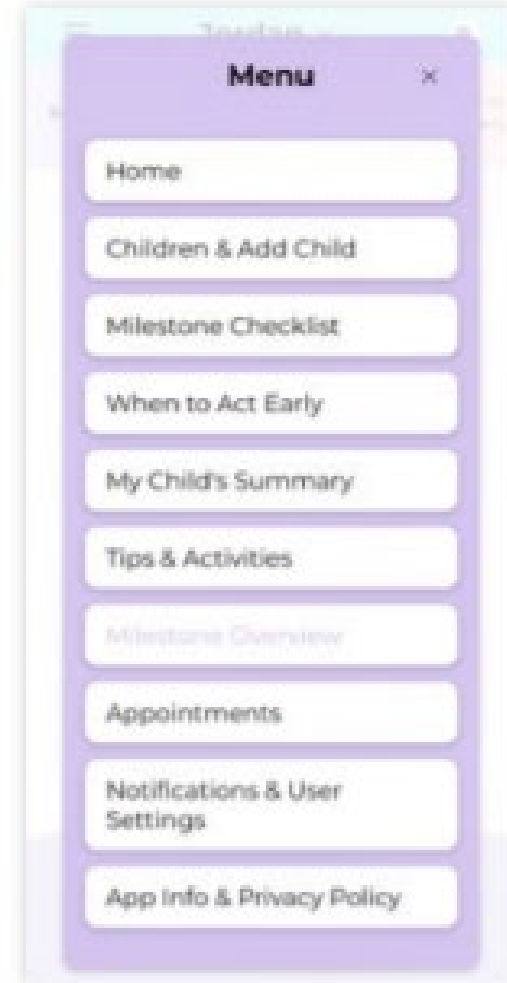 Jordan
Menu
Home
Children & Add Child
Milestone Checklist
When to Act Early
My Child's Summary
Tips & Activities
Milestone Overview
Appointments
Notifications & User
Settings
App Info & Privacy Policy